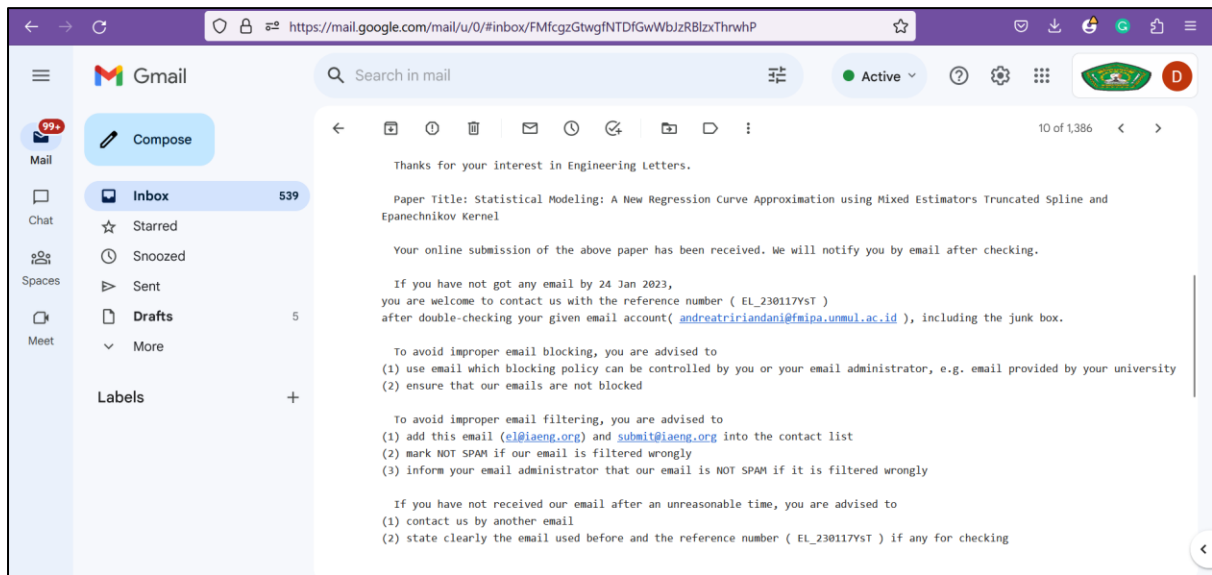 https://mail.google.com/mail/u/0/#inbox/FMfcgzGtwgfNTDfGwWbJzRBlzxThrwhP
Gmail
Search in mail
Active
D
99+
Mail
Chat
Spaces
Meet
Compose
Inbox 539
Starred
Snoozed
Sent
Drafts 5
More
Labels
10 of 1,386
Thanks for your interest in Engineering Letters.
Paper Title: Statistical Modeling: A New Regression Curve Approximation using Mixed Estimators Truncated Spline and
Epanechnikov Kernel
Your online submission of the above paper has been received. We will notify you by email after checking.
If you have not got any email by 24 Jan 2023,
you are welcome to contact us with the reference number ( EL_230117YsT )
after double-checking your given email account( andreatririandani@fmipa.unmul.ac.id ), including the junk box.
To avoid improper email blocking, you are advised to
(1) use email which blocking policy can be controlled by you or your email administrator, e.g. email provided by your university
(2) ensure that our emails are not blocked
To avoid improper email filtering, you are advised to
(1) add this email (el@iaeng.org) and submit@iaeng.org into the contact list
(2) mark NOT SPAM if our email is filtered wrongly
(3) inform your email administrator that our email is NOT SPAM if it is filtered wrongly
If you have not received our email after an unreasonable time, you are advised to
(1) contact us by another email
(2) state clearly the email used before and the reference number ( EL_230117YsT ) if any for checking